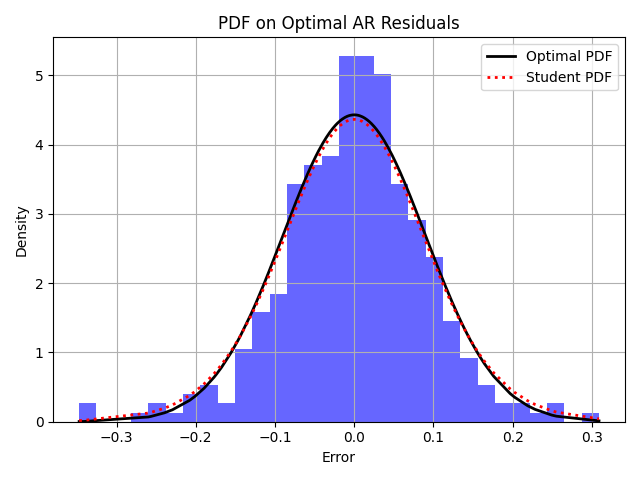 PDF on Optimal AR Residuals
Optimal PDF
Student PDF
Density
5
4
3
2
1
0
−0.3 −0.2 −0.1 0.0 0.1 0.2 0.3
Error